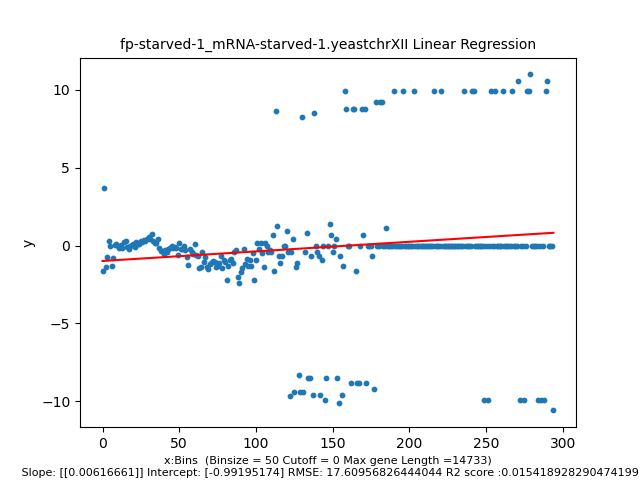 fp-starved-1_mRNA-starved-1.yeastchrXII Linear Regression
10
5
0
−5
−10
y
0 50 100 150 200 250 300
x:Bins (Binsize = 50 Cutoff = 0 Max gene Length =14733)
Slope: [[0.00616661]] Intercept: [-0.99195174] RMSE: 17.60956826444044 R2 score :0.015418928290474199